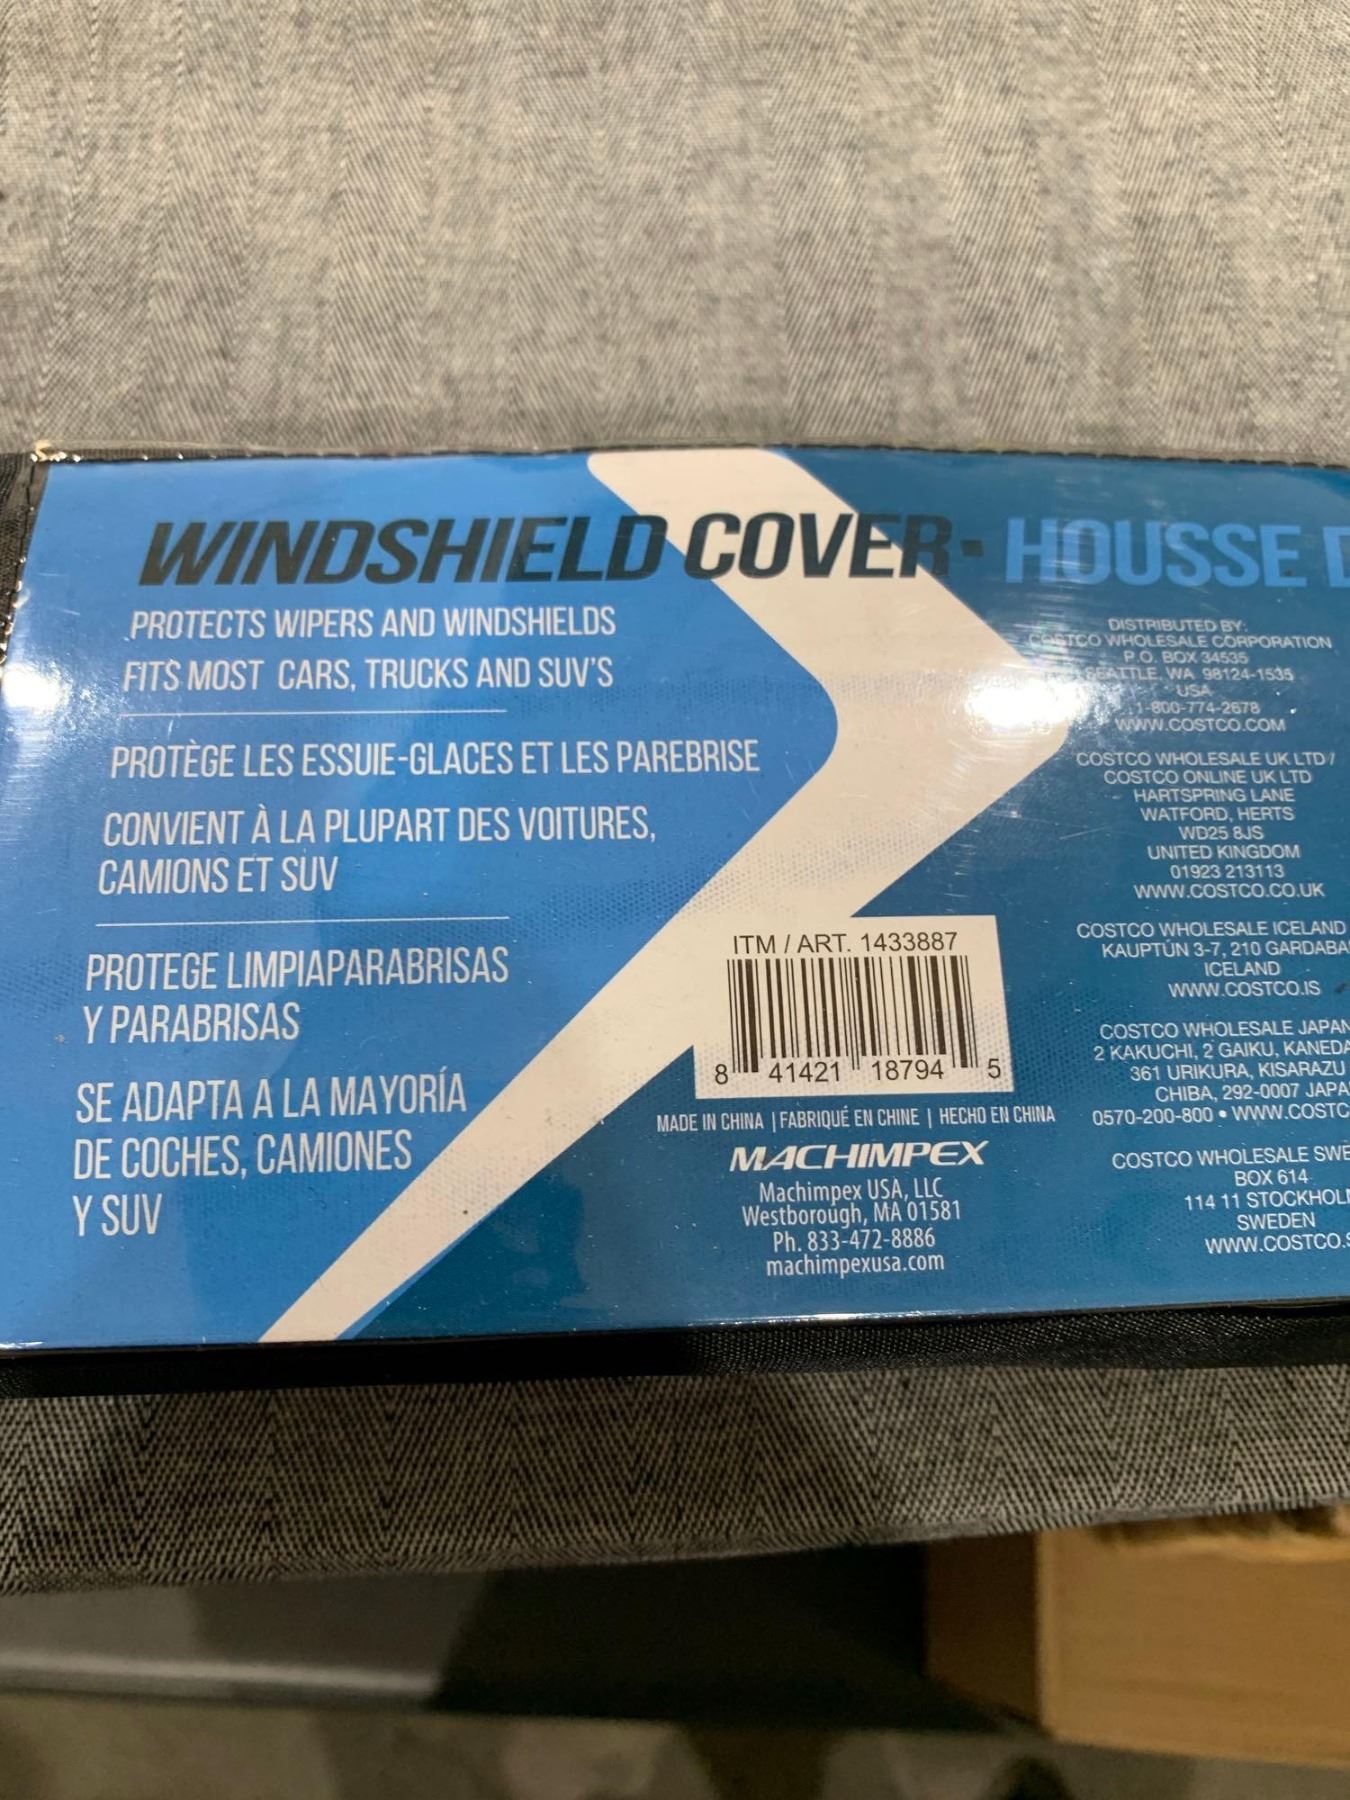 WINDSHIELD COVER - HOUSSE D
PROTECTS WIPERS AND WINDSHIELDS
FITS MOST CARS, TRUCKS AND SUV'S
PROTÈGE LES ESSUIE-GLACES ET LES PAREBRISE
CONVIENT À LA PLUPART DES VOITURES,
CAMIONS ET SUV
PROTEGE LIMPIAPARABRISAS
Y PARABRISAS
SE ADAPTA A LA MAYORÍA
DE COCHES, CAMIONES
Y SUV
ITM / ART. 1433887
8 41421 18794 5
MADE IN CHINA | FABRIQUÉ EN CHINE | HECHO EN CHINA
MACHIMPEX
Machimpex USA, LLC
Westborough, MA 01581
Ph. 833-472-8886
machimpexusa.com
DISTRIBUTED BY:
COSTCO WHOLESALE CORPORATION
P.O. BOX 34535
SEATTLE, WA 98124-1535
USA
1-800-774-2678
WWW.COSTCO.COM
COSTCO WHOLESALE UK LTD /
COSTCO ONLINE UK LTD
HARTSPRING LANE
WATFORD, HERTS
WD25 8JS
UNITED KINGDOM
01923 213113
WWW.COSTCO.CO.UK
COSTCO WHOLESALE ICELAND
KAUPTÚN 3-7, 210 GARDABA
ICELAND
WWW.COSTCO.IS
COSTCO WHOLESALE JAPAN
2 KAKUCHI, 2 GAIKU, KANEDA
361 URIKURA, KISARAZU
CHIBA, 292-0007 JAPA
0570-200-800 • WWW.COSTC
COSTCO WHOLESALE SWE
BOX 614
114 11 STOCKHOL
SWEDEN
WWW.COSTCO.S